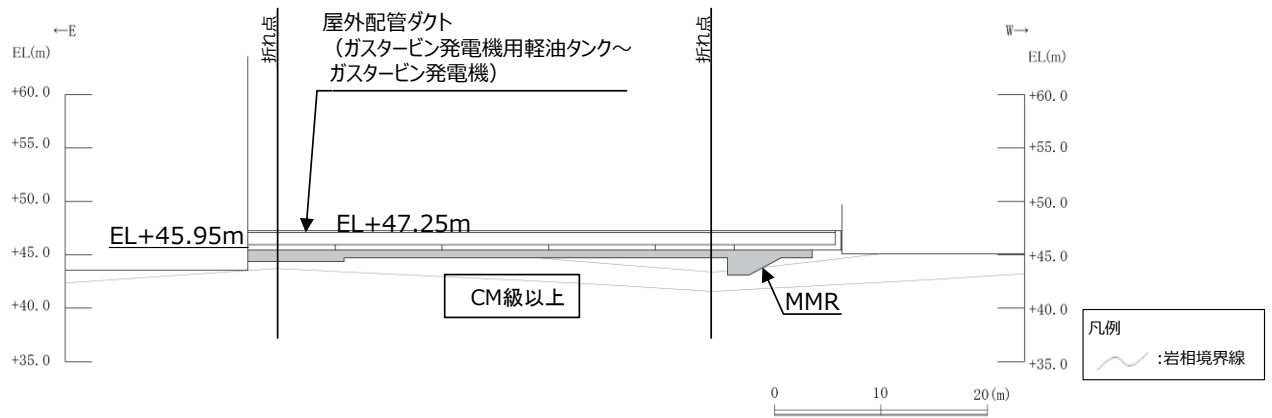 ←E
EL(m)
+60.0
+55.0
+50.0
+45.0
+40.0
+35.0
折れ点
屋外配管ダクト
(ガスタービン発電機用軽油タンク～
ガスタービン発電機)
折れ点
EL+45.95m
EL+47.25m
CM級以上
MMR
W→
EL(m)
+60.0
+55.0
+50.0
+45.0
+40.0
+35.0
凡例
:岩相境界線
0 10 20(m)